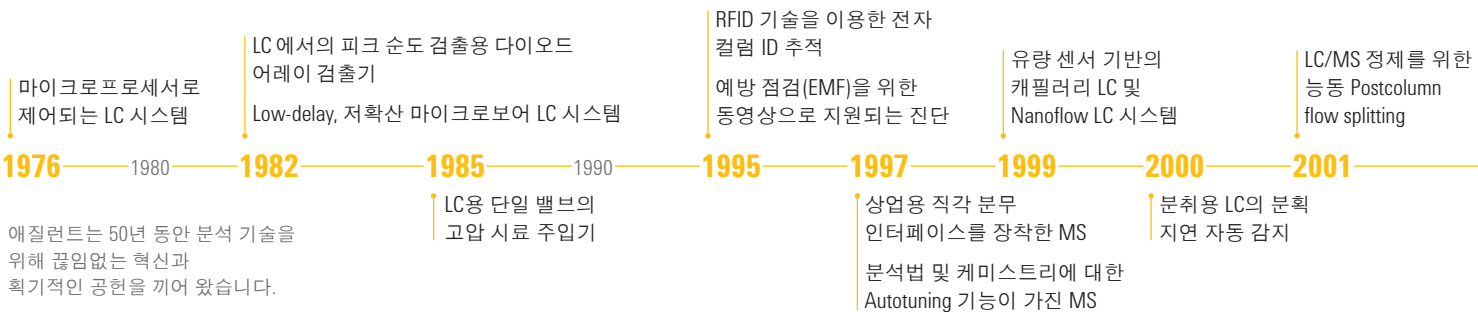 마이크로프로세서로
제어되는 LC 시스템
LC 에서의 피크 순도 검출용 다이오드
어레이 검출기
Low-delay, 저확산 마이크로보어 LC 시스템
RFID 기술을 이용한 전자
컬럼 ID 추적
예방 점검(EMF)을 위한
동영상으로 지원되는 진단
유량 센서 기반의
캐필러리 LC 및
Nanoflow LC 시스템
LC/MS 정제를 위한
능동 Postcolumn
flow splitting
1976 1980 1982 1985 1990 1995 1997 1999 2000 2001
LC용 단일 밸브의
고압 시료 주입기
상업용 직각 분무
인터페이스를 장착한 MS
분석법 및 케미스트리에 대한
Autotuning 기능이 가진 MS
분취용 LC의 분획
지연 자동 감지
애질런트는 50년 동안 분석 기술을
위해 끊임없는 혁신과
획기적인 공헌을 끼어 왔습니다.